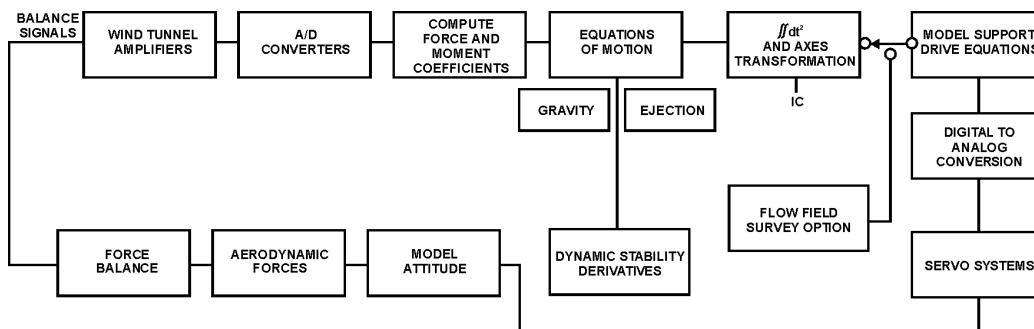 BALANCE
SIGNALS
WIND TUNNEL
AMPLIFIERS
A/D
CONVERTERS
COMPUTE
FORCE AND
MOMENT
COEFFICIENTS
EQUATIONS
OF MOTION
∬dt²
AND AXES
TRANSFORMATION
MODEL SUPPORT
DRIVE EQUATIONS
IC
GRAVITY
EJECTION
DIGITAL TO
ANALOG
CONVERSION
FLOW FIELD
SURVEY OPTION
FORCE
BALANCE
AERODYNAMIC
FORCES
MODEL
ATTITUDE
DYNAMIC STABILITY
DERIVATIVES
SERVO SYSTEMS